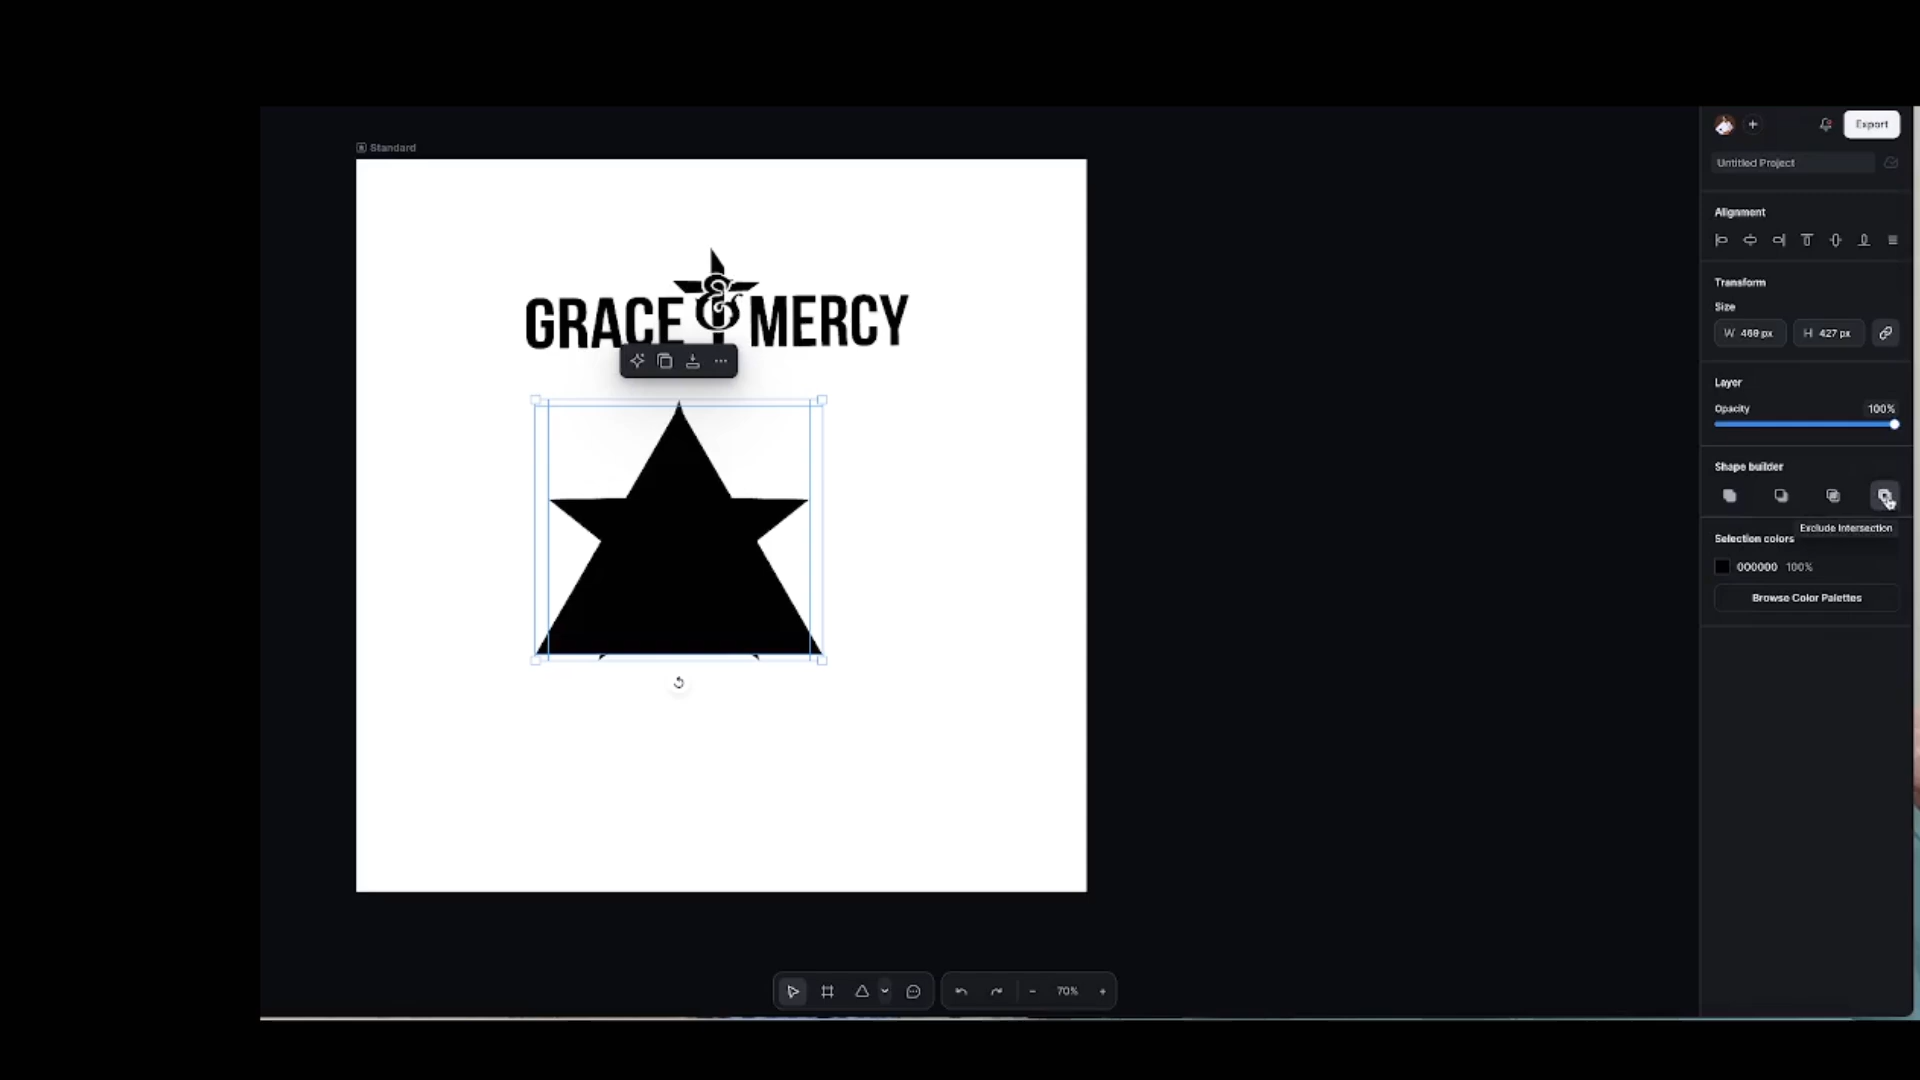 Export
Untitled Project
Standard
Alignment
Transform
Size
W 469 px H 427 px
Layer
Opacity 100%
GRACE & MERCY
Shape builder
Exclude Intersection
Selection colors
000000 100%
Browse Color Palettes
70%